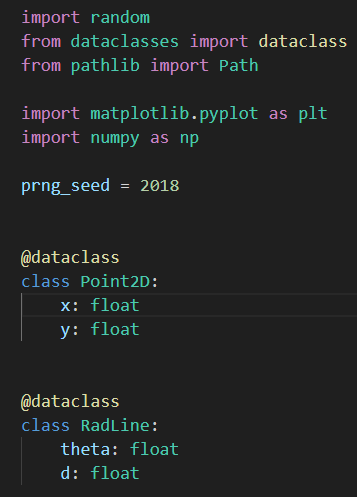 import random
from dataclasses import dataclass
from pathlib import Path

import matplotlib.pyplot as plt
import numpy as np

prng_seed = 2018


@dataclass
class Point2D:
    x: float
    y: float


@dataclass
class RadLine:
    theta: float
    d: float